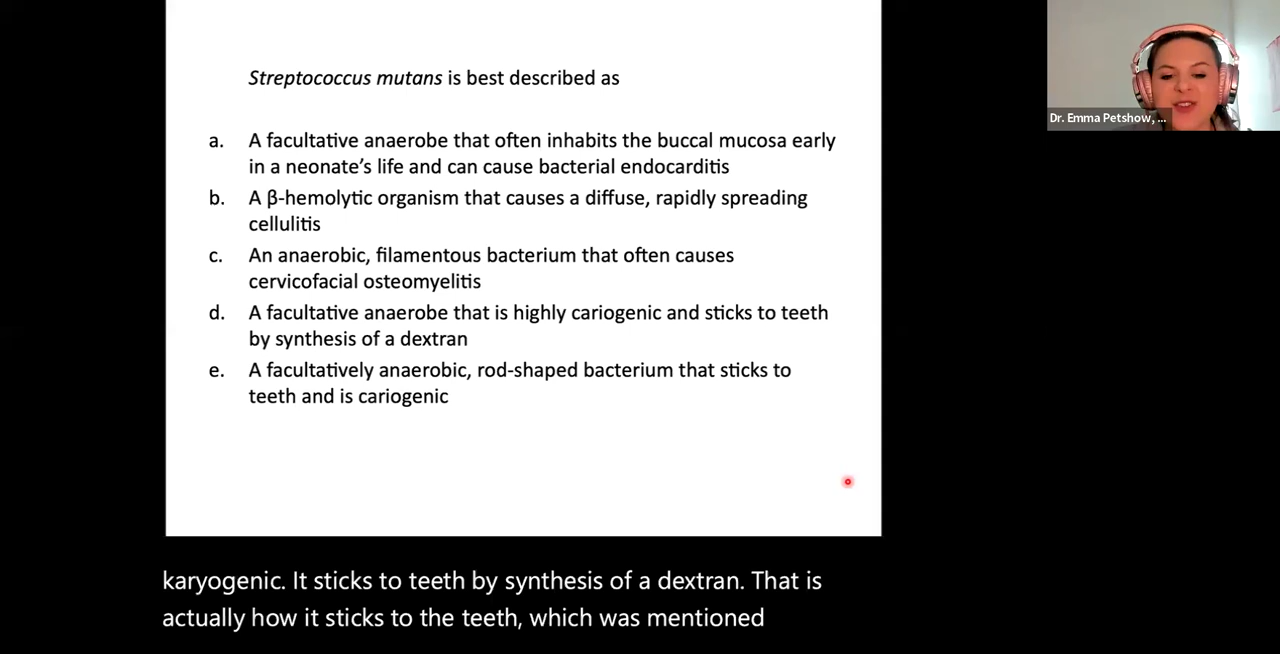 Streptococcus mutans is best described as
a. A facultative anaerobe that often inhabits the buccal mucosa early
in a neonate's life and can cause bacterial endocarditis
b. A β-hemolytic organism that causes a diffuse, rapidly spreading
cellulitis
c. An anaerobic, filamentous bacterium that often causes
cervicofacial osteomyelitis
d. A facultative anaerobe that is highly cariogenic and sticks to teeth
by synthesis of a dextran
e. A facultatively anaerobic, rod-shaped bacterium that sticks to
teeth and is cariogenic
Dr. Emma Petshow, ...
karyogenic. It sticks to teeth by synthesis of a dextran. That is
actually how it sticks to the teeth, which was mentioned